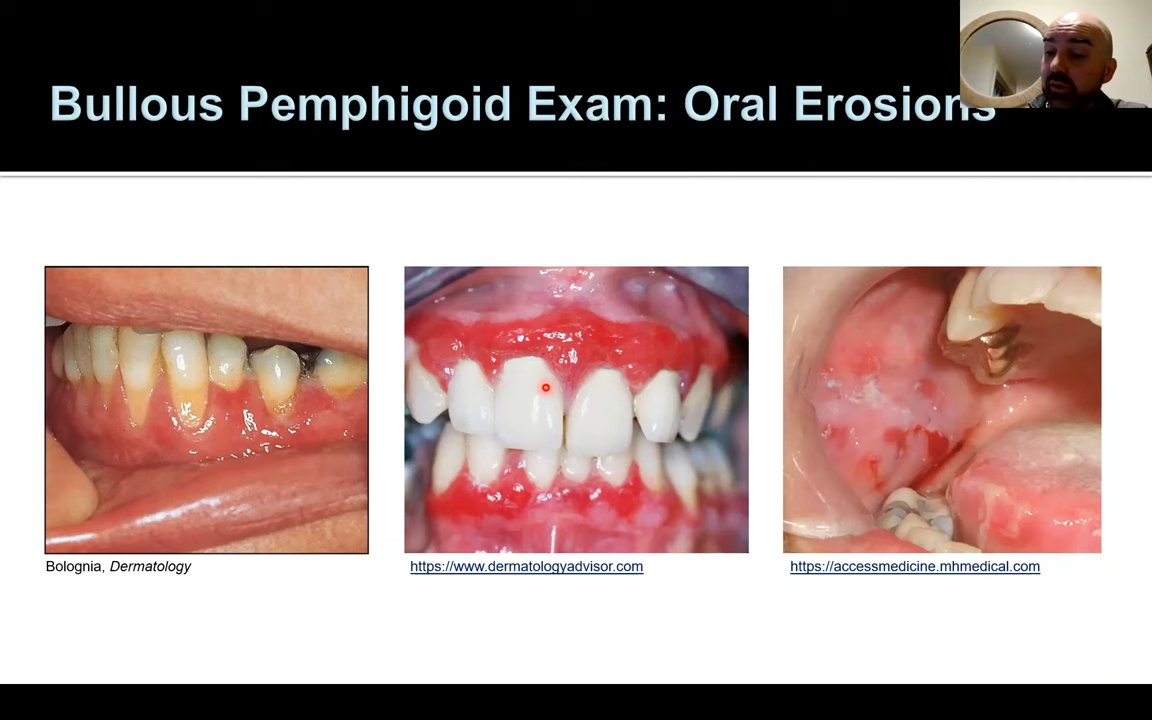 Bullous Pemphigoid Exam: Oral Erosions
Bolognia, Dermatology
https://www.dermatologyadvisor.com
https://accessmedicine.mhmedical.com